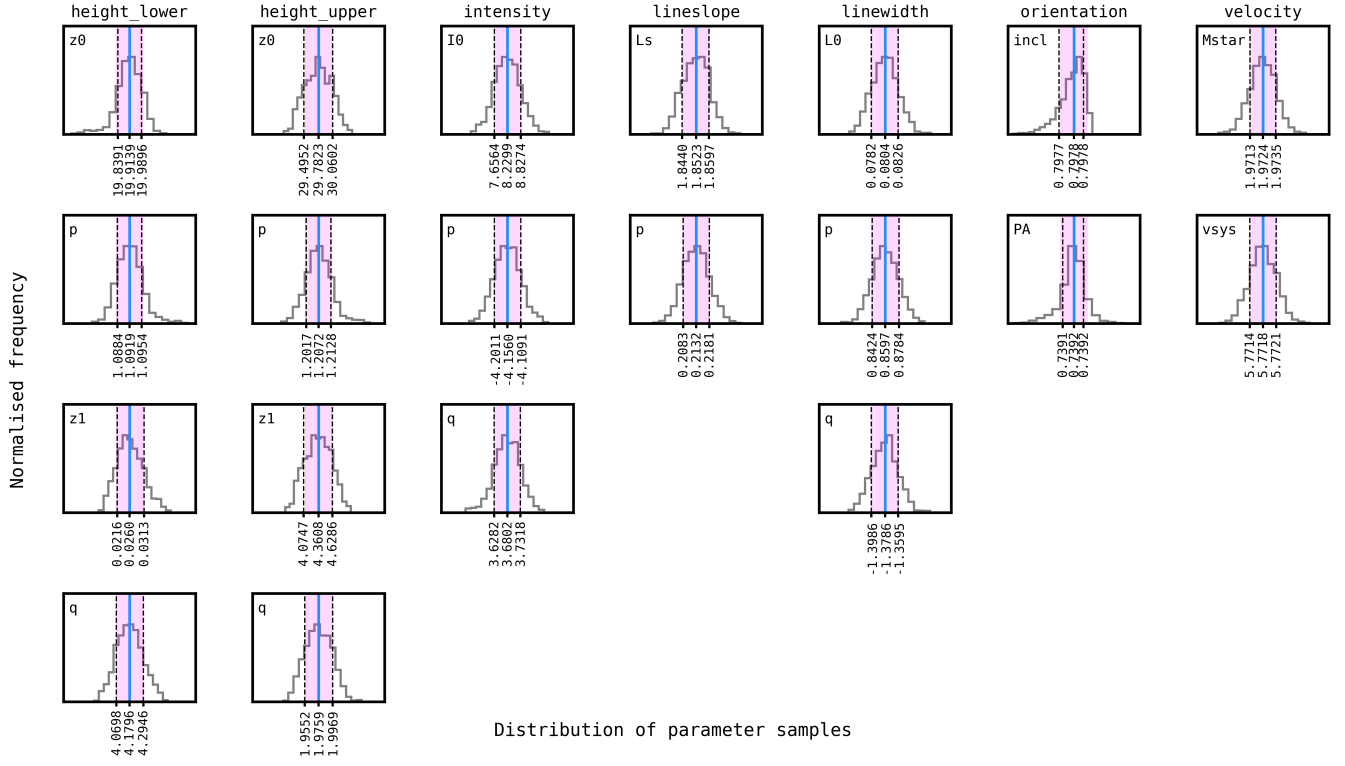 height_lower height_upper intensity lineslope linewidth orientation velocity
z0 z0 I0 Ls L0 incl Mstar
19.8391 19.9139 19.9896 29.4952 29.7823 30.0602 7.6564 8.2299 8.8274 1.8440 1.8523 1.8597 0.0782 0.0804 0.0826 0.7977 0.7978 0.7978 1.9713 1.9724 1.9735
p p p p p PA vsys
1.0884 1.0919 1.0954 1.2017 1.2072 1.2128 -4.2011 -4.1560 -4.1091 0.2083 0.2132 0.2181 0.8424 0.8597 0.8784 0.7391 0.7392 0.7392 5.7714 5.7718 5.7721
Normalised frequency
z1 z1 q q
0.0216 0.0260 0.0313 4.0747 4.3608 4.6286 3.6282 3.6802 3.7318 -1.3986 -1.3786 -1.3595
q q
4.0698 4.1796 4.2946 1.9552 1.9759 1.9969
Distribution of parameter samples